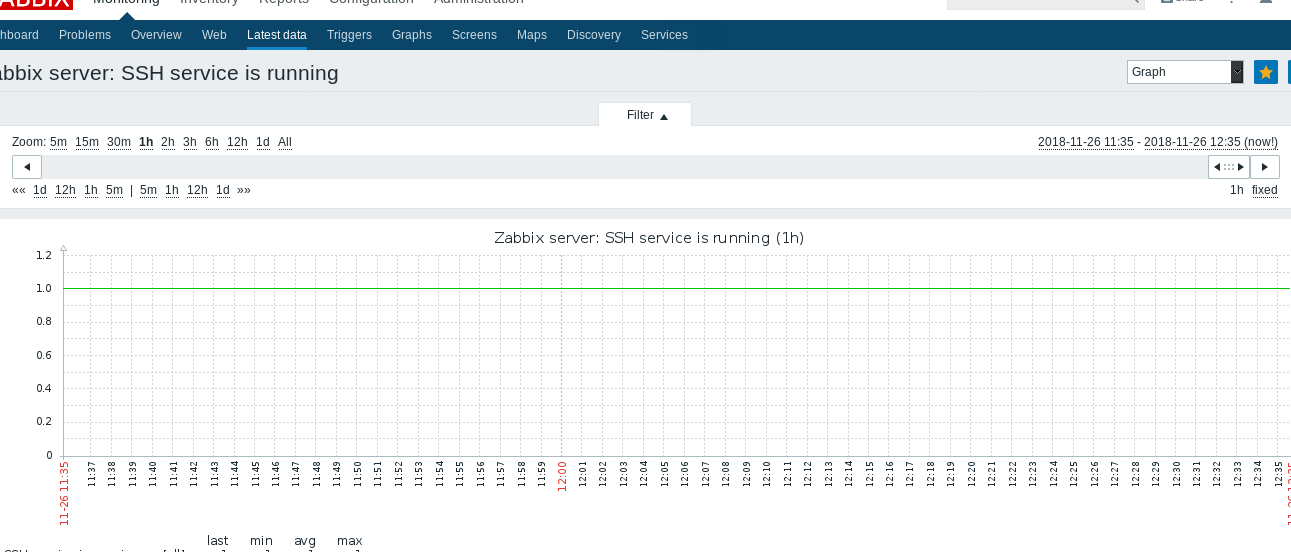 ABBIX Monitoring Inventory Reports Configuration Administration Share ?
hboard Problems Overview Web Latest data Triggers Graphs Screens Maps Discovery Services
abbix server: SSH service is running Graph
Filter
Zoom: 5m 15m 30m 1h 2h 3h 6h 12h 1d All 2018-11-26 11:35 - 2018-11-26 12:35 (now!)
«« 1d 12h 1h 5m | 5m 1h 12h 1d »» 1h fixed
Zabbix server: SSH service is running (1h)
1.2
1.0
0.8
0.6
0.4
0.2
0
11-26 11:35 11:37 11:38 11:39 11:40 11:41 11:42 11:43 11:44 11:45 11:46 11:47 11:48 11:49 11:50 11:51 11:52 11:53 11:54 11:55 11:56 11:57 11:58 11:59 12:00 12:01 12:02 12:03 12:04 12:05 12:06 12:07 12:08 12:09 12:10 12:11 12:12 12:13 12:14 12:15 12:16 12:17 12:18 12:19 12:20 12:21 12:22 12:23 12:24 12:25 12:26 12:27 12:28 12:29 12:30 12:31 12:32 12:33 12:34 12:35
last min avg max